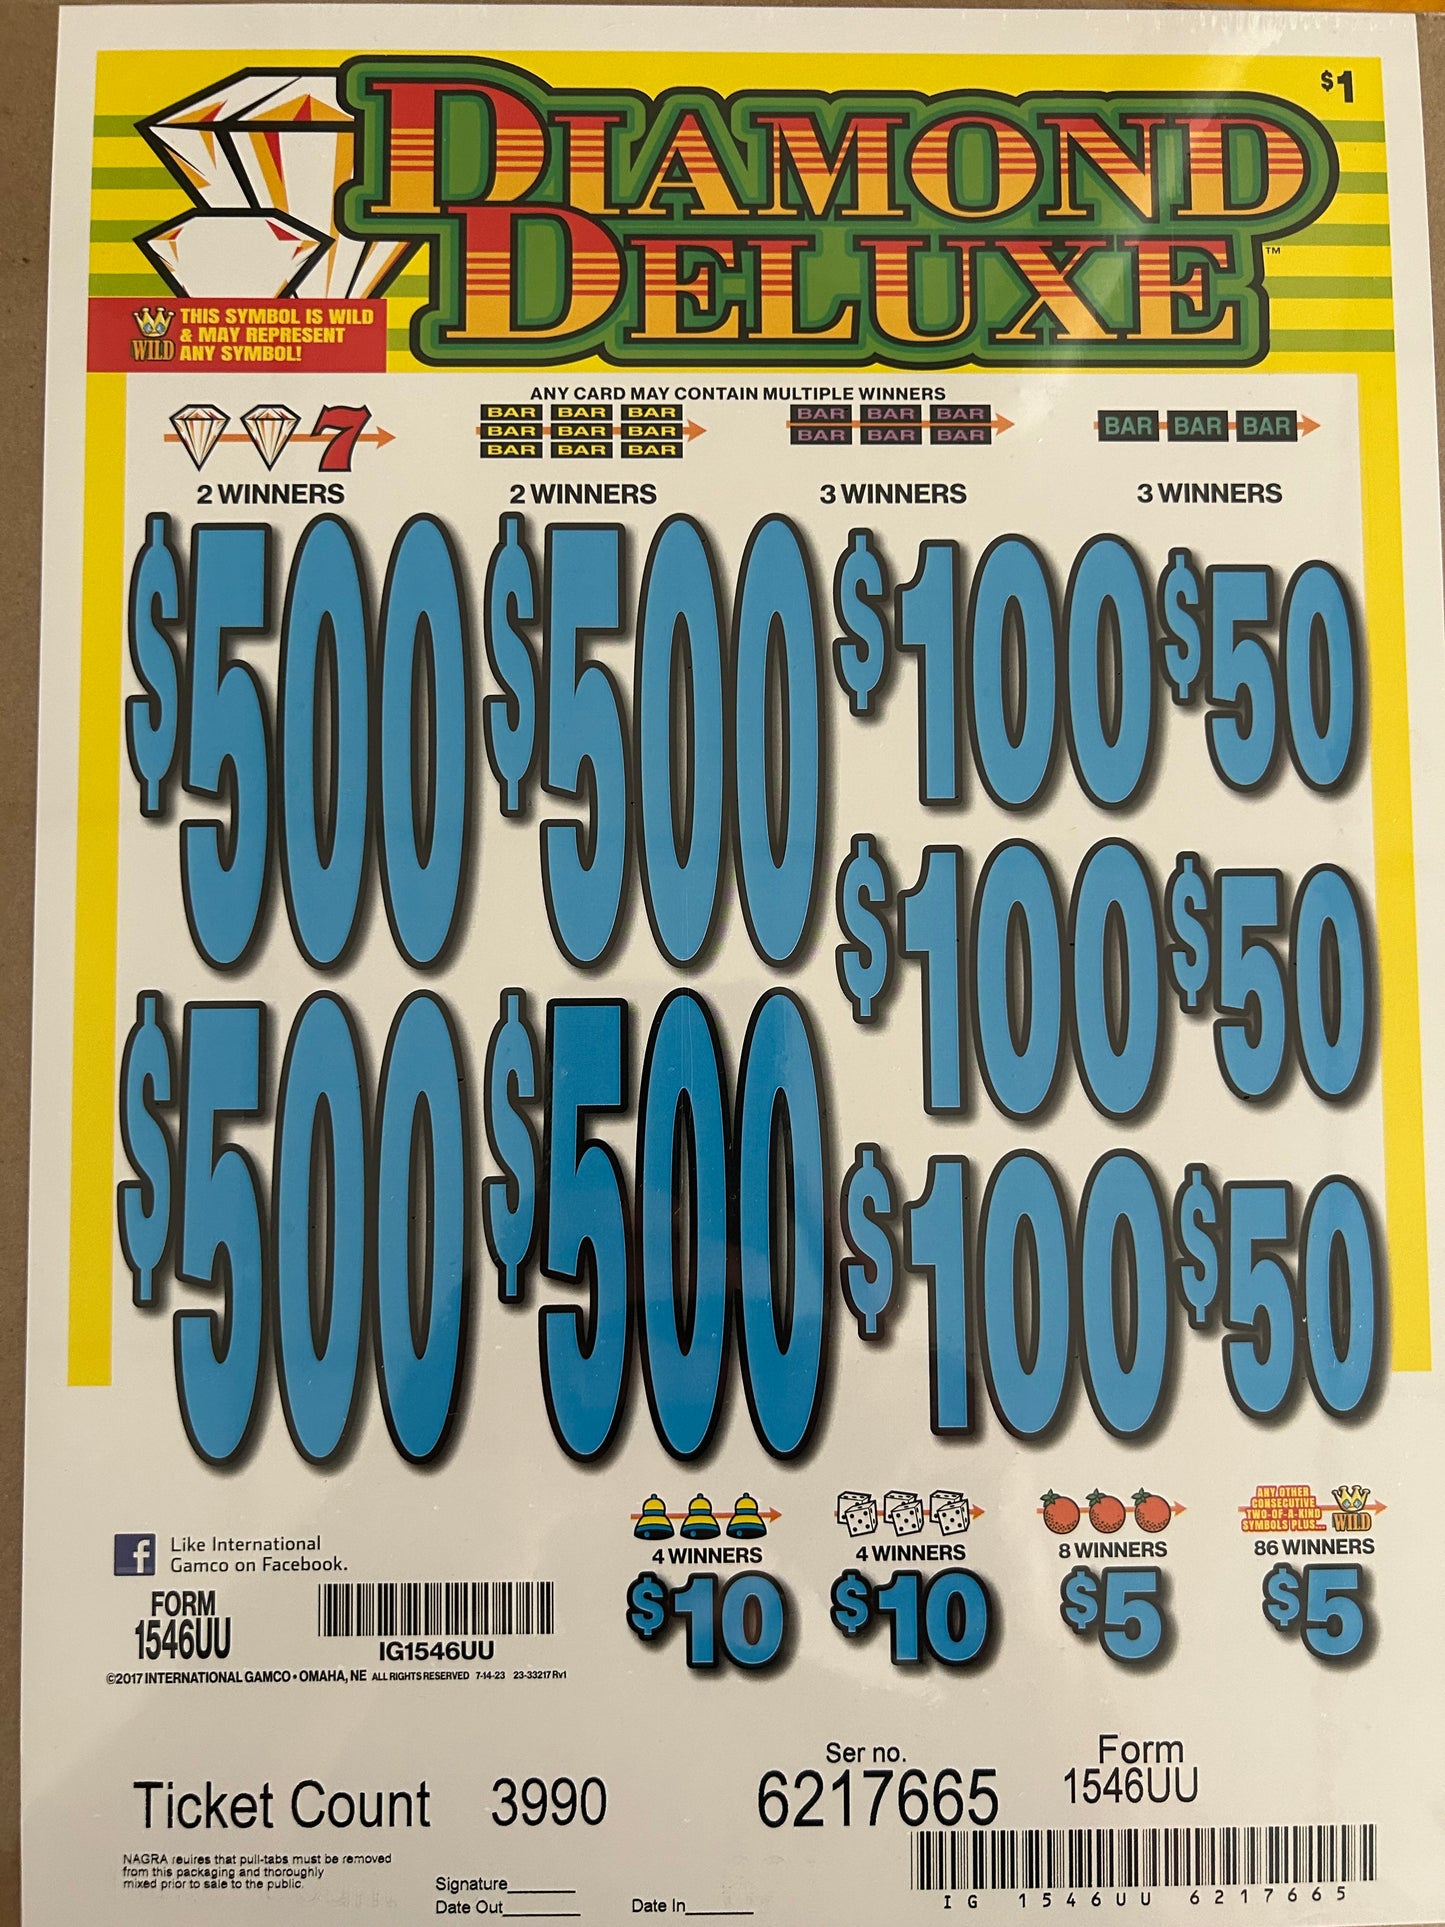 $1
DIAMOND
DELUXE™
THIS SYMBOL IS WILD
& MAY REPRESENT
WILD ANY SYMBOL!
ANY CARD MAY CONTAIN MULTIPLE WINNERS
7
BAR BAR BAR
BAR BAR BAR
BAR BAR BAR
BAR BAR BAR
BAR BAR BAR
BAR BAR BAR
2 WINNERS
2 WINNERS
3 WINNERS
3 WINNERS
$500 $500 $100 $50
$100 $50
$500 $500
$100 $50
ANY OTHER
CONSECUTIVE
TWO-OF-A-KIND
SYMBOLS PLUS... WILD
4 WINNERS
4 WINNERS
8 WINNERS
86 WINNERS
$10
$10
$5
$5
f
Like International
Gamco on Facebook.
FORM
1546UU
IG1546UU
©2017 INTERNATIONAL GAMCO • OMAHA, NE ALL RIGHTS RESERVED 7-14-23 23-33217 Rv1
Ticket Count 3990
Ser no.
6217665
Form
1546UU
NAGRA reuires that pull-tabs must be removed
from this packaging and thoroughly
mixed prior to sale to the public.
Signature_______
Date Out________
Date In_______
IG 1546UU 6217665